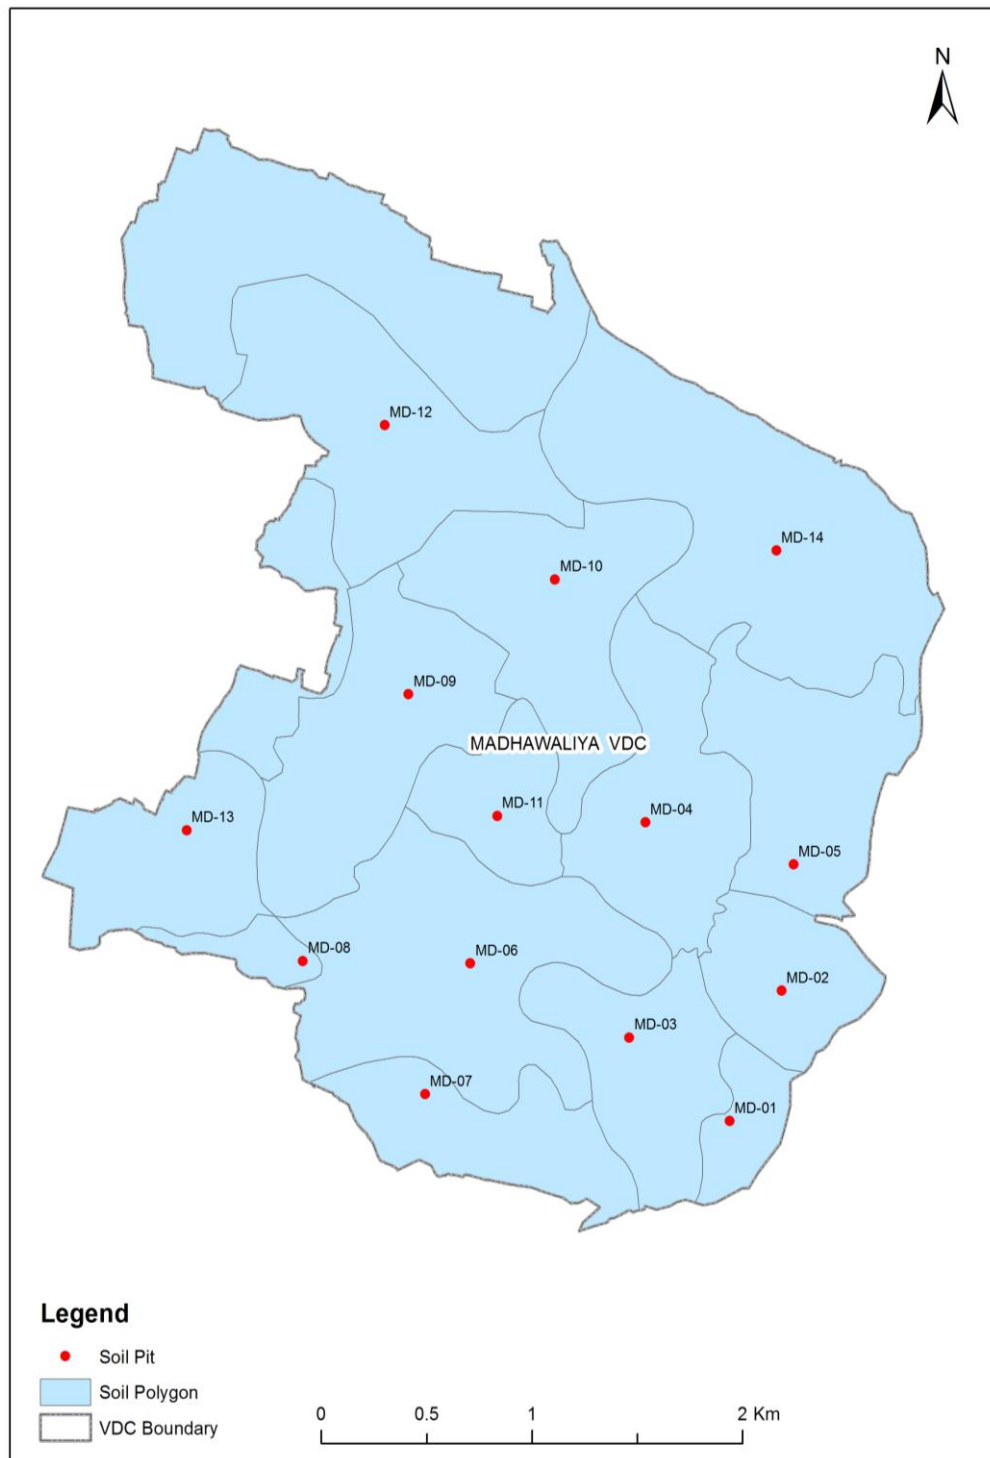 N
MD-12
MD-14
MD-10
MD-09
MADHAWALIYA VDC
MD-11
MD-04
MD-13
MD-05
MD-08
MD-06
MD-02
MD-03
MD-07
MD-01
Legend
Soil Pit
Soil Polygon
VDC Boundary
0 0.5 1 2 Km